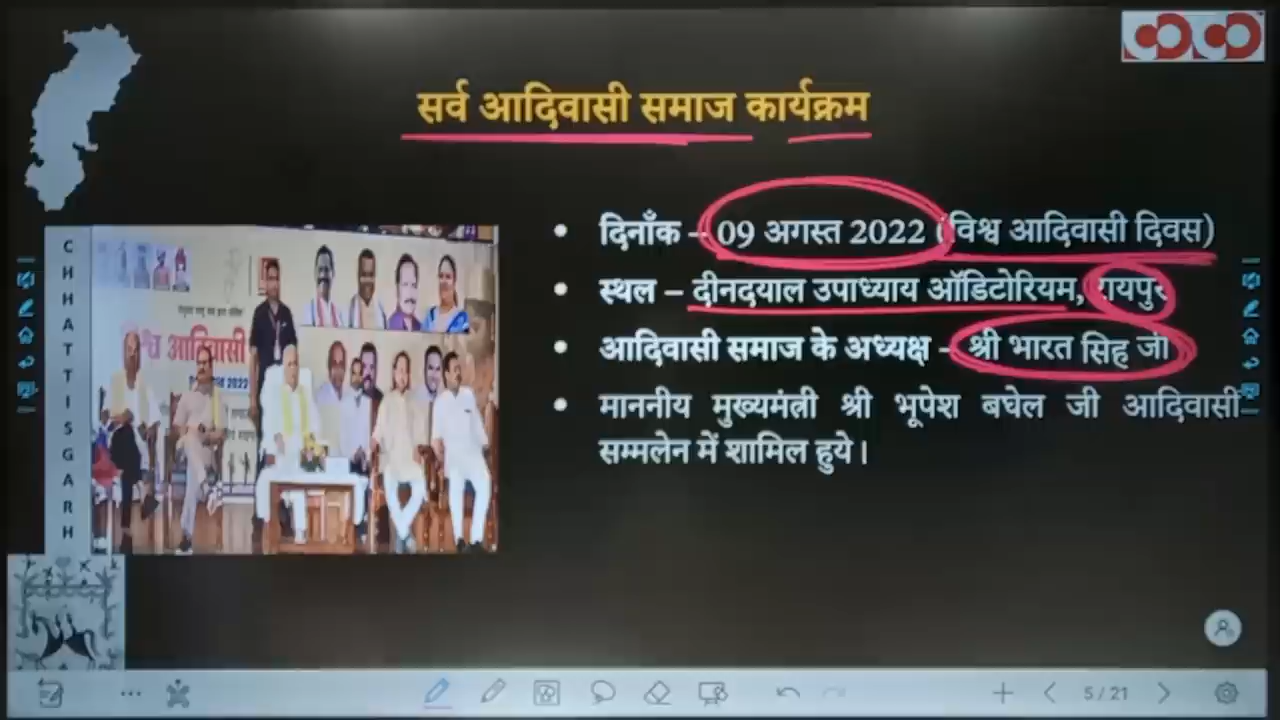 सर्व आदिवासी समाज कार्यक्रम
CHHATTISGARH
आदिवासी
2022
• दिनाँक – 09 अगस्त 2022 (विश्व आदिवासी दिवस)
• स्थल – दीनदयाल उपाध्याय ऑडिटोरियम, रायपुर
• आदिवासी समाज के अध्यक्ष – श्री भारत सिंह जी
• माननीय मुख्यमंत्री श्री भूपेश बघेल जी आदिवासी
सम्मलेन में शामिल हुये।
5 / 21